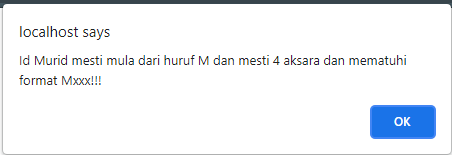 localhost says
Id Murid mesti mula dari huruf M dan mesti 4 aksara dan mematuhi
format Mxxx!!!
OK